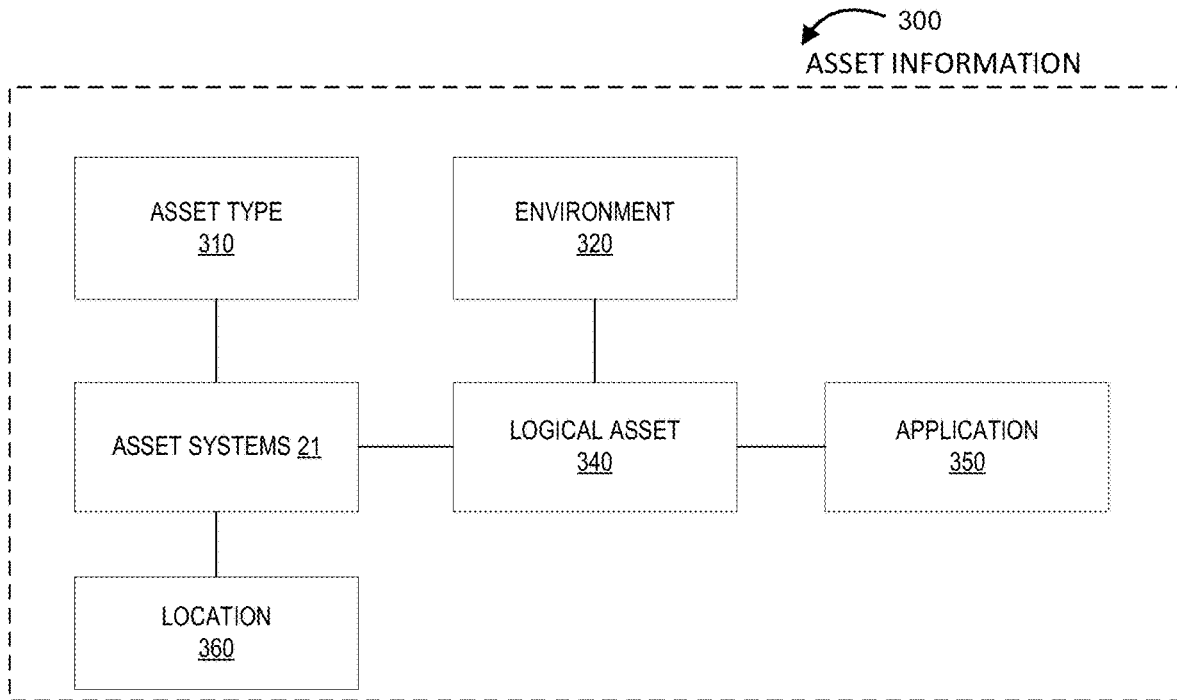 300
ASSET INFORMATION
ASSET TYPE
310
ENVIRONMENT
320
ASSET SYSTEMS 21
LOGICAL ASSET
340
APPLICATION
350
LOCATION
360